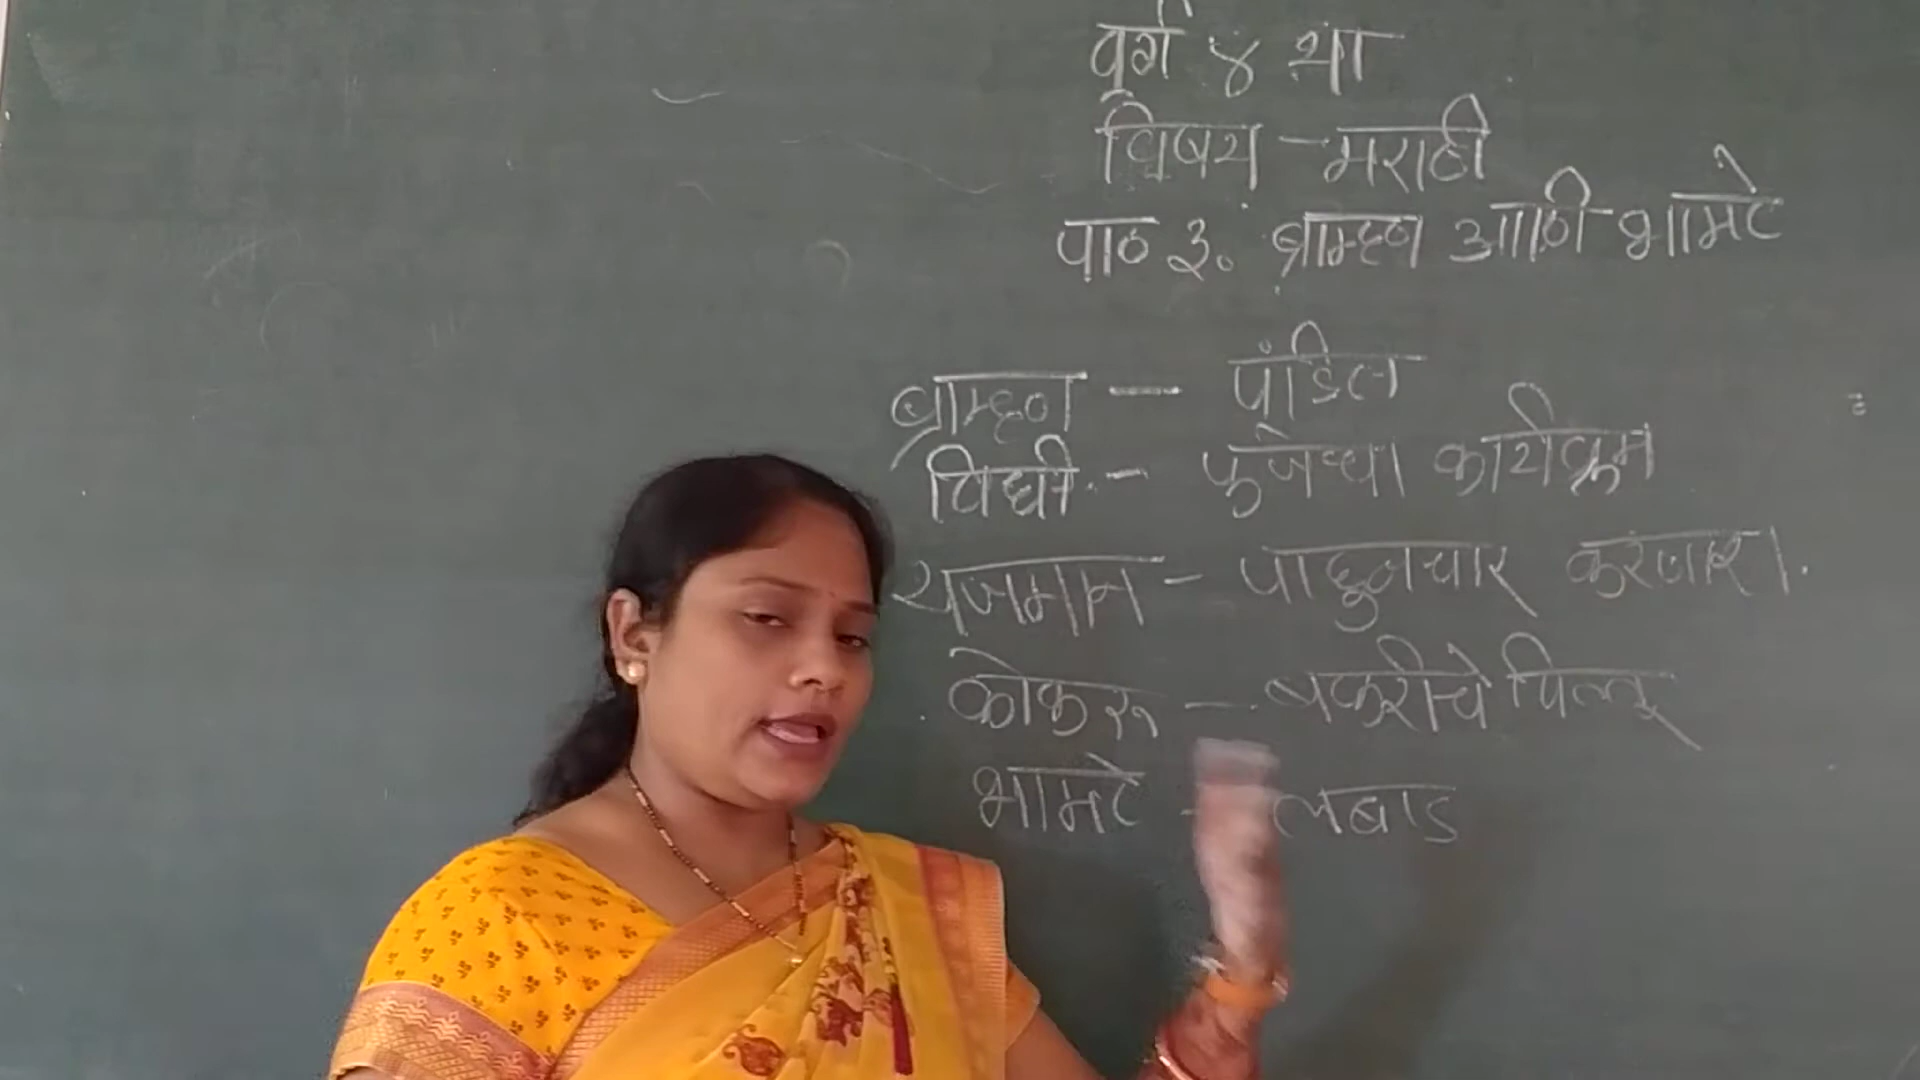 वर्ग ४ था
विषय - मराठी
पाठ ३. ब्राम्हण आणि भामटे
ब्राम्हण - पंडित
विधी - पुजेचा कार्यक्रम
यजमान - पाहुणचार करणारा.
कोकरू - बकरीचे पिल्लू
भामटे - लबाड